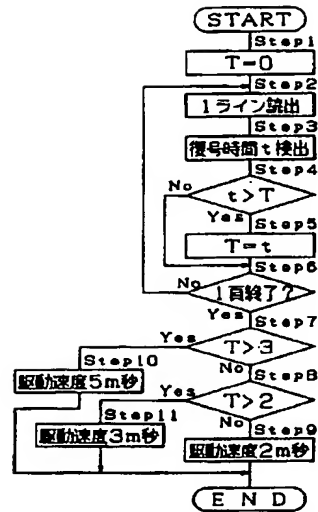 START
Step1
T=0
Step2
1ライン読出
Step3
復号時間t検出
Step4
No
t>T
Yes
Step5
T=t
Step6
No
1頁終了?
Yes
Step7
Yes
T>3
Step10
No
Step8
駆動速度5m秒
Yes
T>2
Step11
No
Step9
駆動速度3m秒
駆動速度2m秒
END